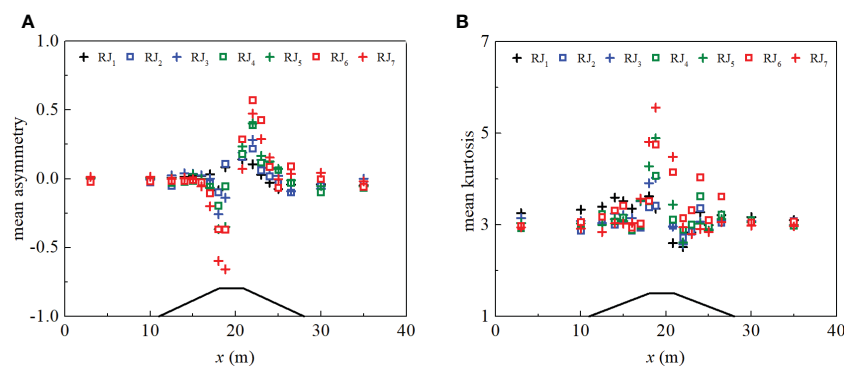 A
mean asymmetry
1.0
0.5
0.0
-0.5
-1.0
RJ1 RJ2 RJ3 RJ4 RJ5 RJ6 RJ7
0 10 20 30 40
x (m)
B
mean kurtosis
7
5
3
1
RJ1 RJ2 RJ3 RJ4 RJ5 RJ6 RJ7
0 10 20 30 40
x (m)